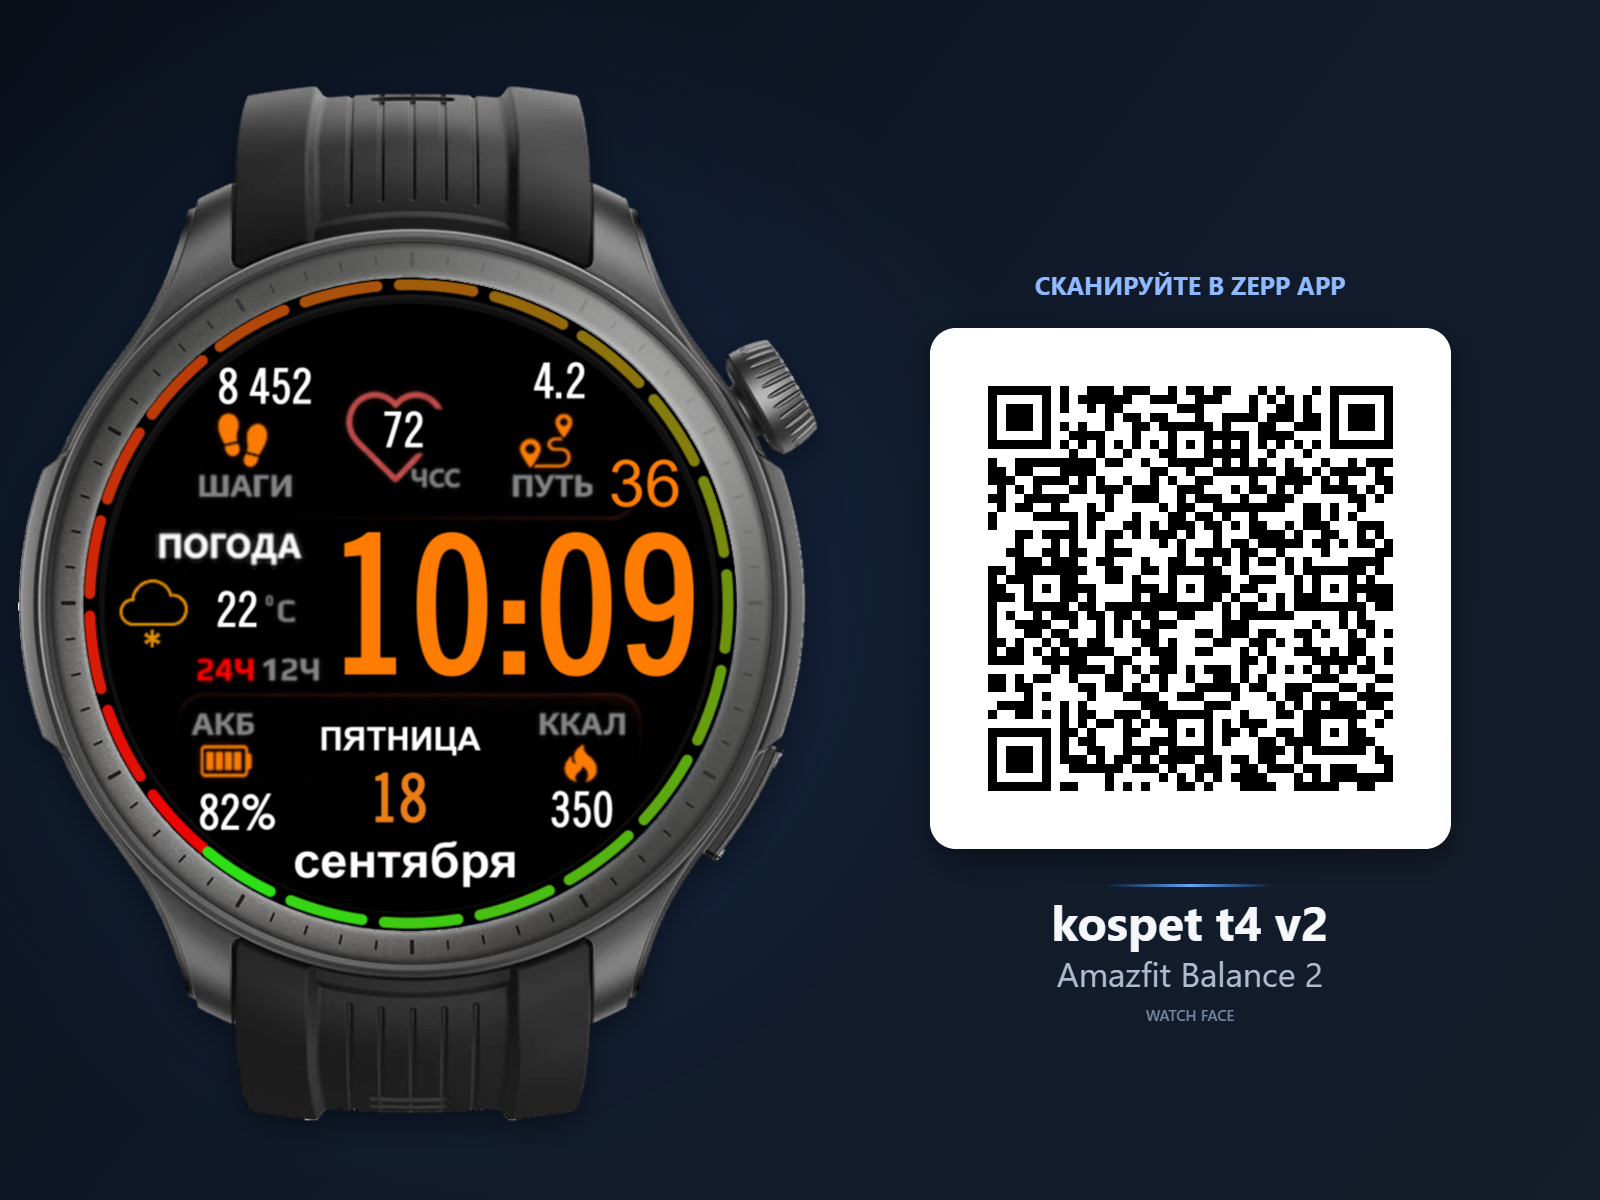 8 452
72
4.2
ШАГИ
ЧСС
ПУТЬ
36
ПОГОДА
22 °C
10:09
24Ч 12Ч
АКБ
ПЯТНИЦА
ККАЛ
18
82%
350
сентября
СКАНИРУЙТЕ В ZEPP APP
kospet t4 v2
Amazfit Balance 2
WATCH FACE